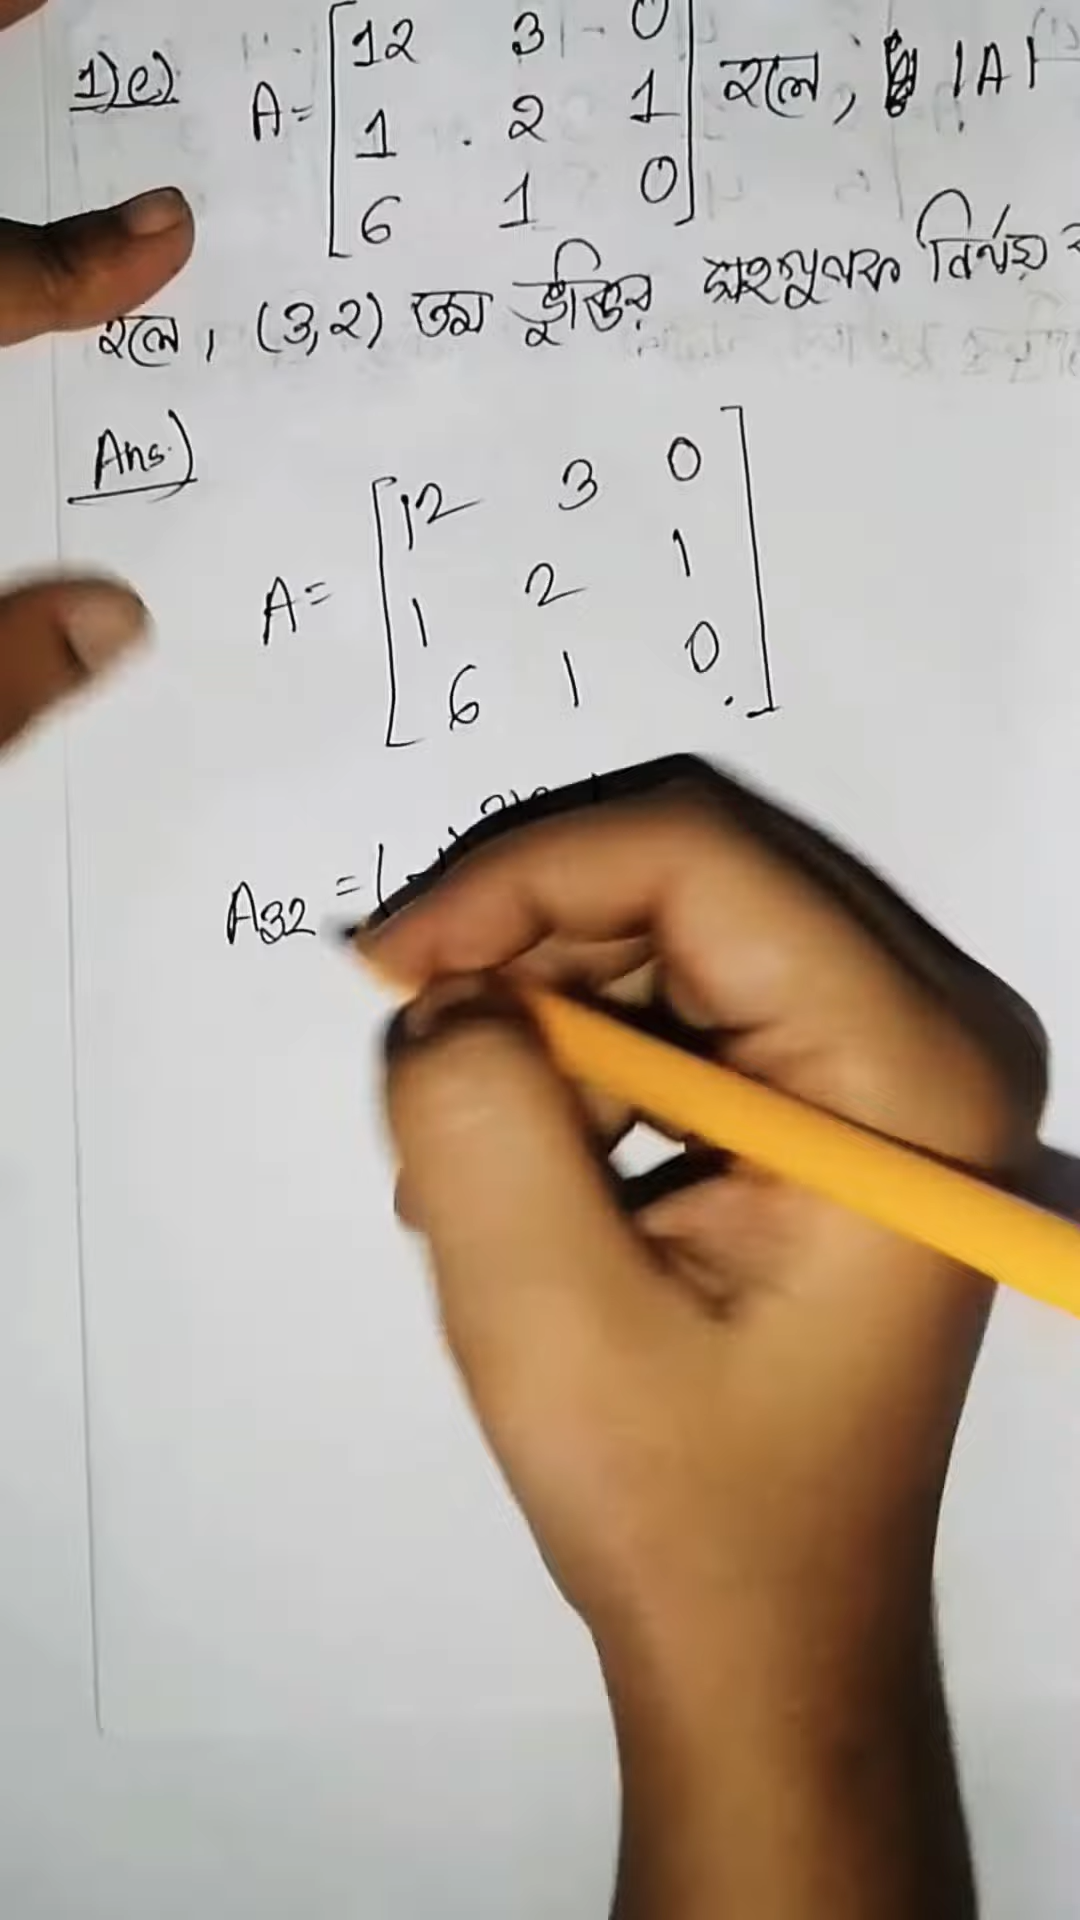 1)e) A = [12 3 0
1 2 1
6 1 0] হলে, |A|
হলে, (3,2) তম ভুক্তির সহগুণক নির্ণয়
Ans.)
A = [12 3 0
1 2 1
6 1 0]
A32 = (-1)